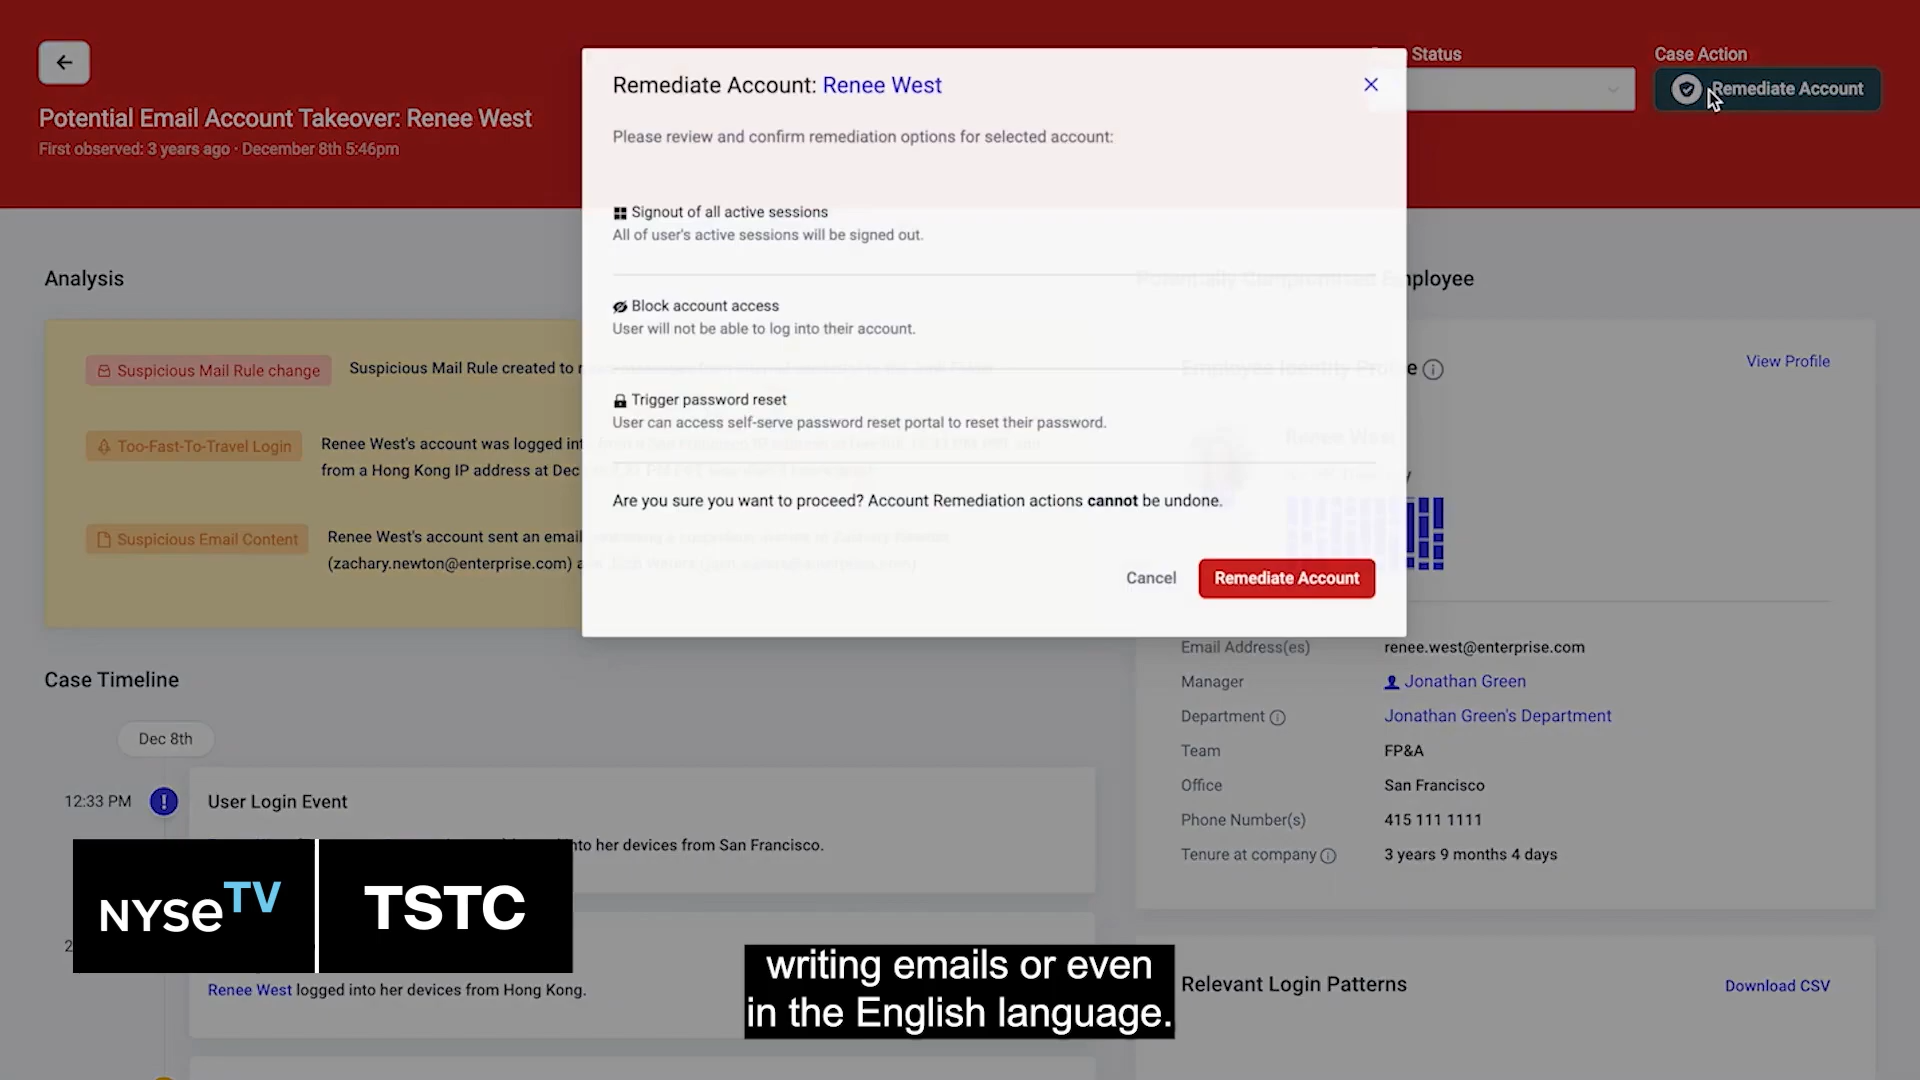 Potential Email Account Takeover: Renee West
First observed: 3 years ago · December 8th 5:46pm
Status
Case Action
Remediate Account
Remediate Account: Renee West
Please review and confirm remediation options for selected account:
Signout of all active sessions
All of user's active sessions will be signed out.
Block account access
User will not be able to log into their account.
Trigger password reset
User can access self-serve password reset portal to reset their password.
Are you sure you want to proceed? Account Remediation actions cannot be undone.
Cancel
Remediate Account
Analysis
Suspicious Mail Rule change
Suspicious Mail Rule created to
Too-Fast-To-Travel Login
Renee West's account was logged
from a Hong Kong IP address at Dec
Suspicious Email Content
Renee West's account sent an email
(zachary.newton@enterprise.com)
Case Timeline
Dec 8th
12:33 PM
User Login Event
into her devices from San Francisco.
Renee West logged into her devices from Hong Kong.
Potentially Compromised Employee
Employee Identity Profile
View Profile
Renee West
Email Address(es)
renee.west@enterprise.com
Manager
Jonathan Green
Department
Jonathan Green's Department
Team
FP&A
Office
San Francisco
Phone Number(s)
415 111 1111
Tenure at company
3 years 9 months 4 days
Relevant Login Patterns
Download CSV
NYSE TV
TSTC
writing emails or even
in the English language.